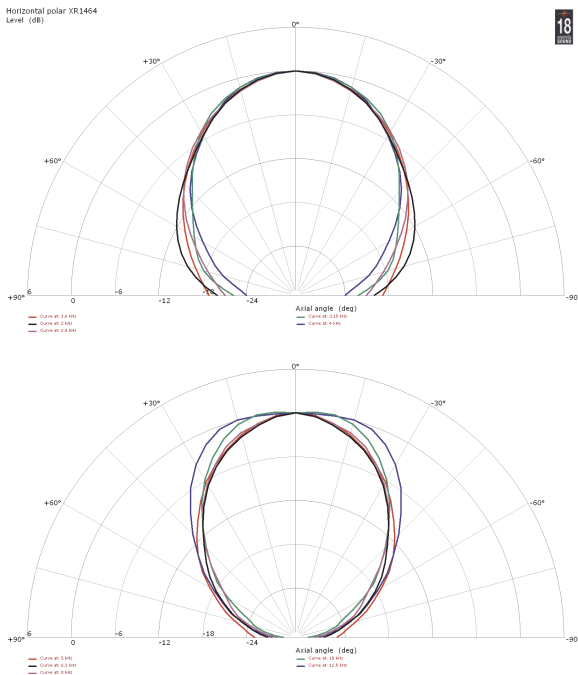 Horizontal polar XR1464
Level (dB)
18
SOUND
0°
+30°
-30°
+60°
-60°
+90° 6 0 -6 -12 -24 -90
Axial angle (deg)
Curve at: 1.6 kHz
Curve at: 2 kHz
Curve at: 2.5 kHz
Curve at: 3.15 kHz
Curve at: 4 kHz
0°
+30°
-30°
+60°
-60°
+90° 6 0 -6 -12 -18 -24 -90
Axial angle (deg)
Curve at: 5 kHz
Curve at: 6.3 kHz
Curve at: 8 kHz
Curve at: 10 kHz
Curve at: 12.5 kHz